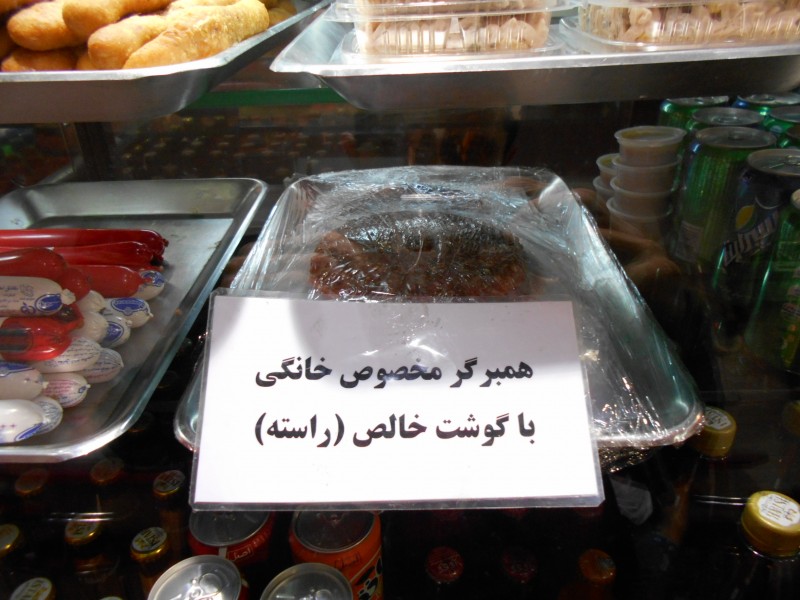 همبرگر مخصوص خانگی
با گوشت خالص (راسته)